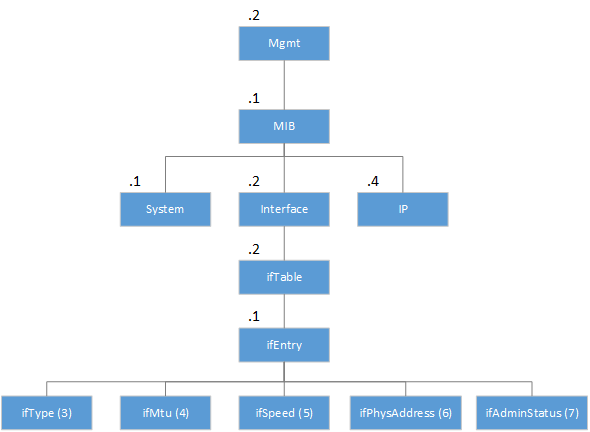 .2
Mgmt
.1
MIB
.1 .2 .4
System Interface IP
.2
ifTable
.1
ifEntry
ifType (3) ifMtu (4) ifSpeed (5) ifPhysAddress (6) ifAdminStatus (7)